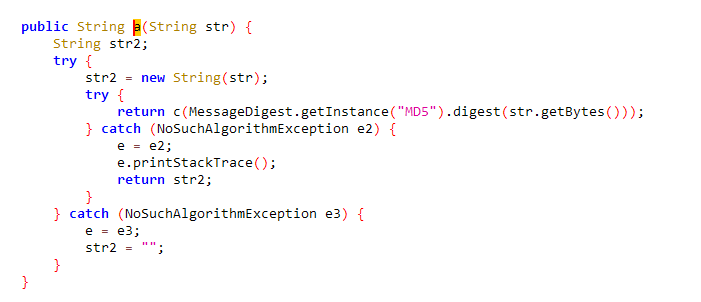 public String a(String str) {
    String str2;
    try {
        str2 = new String(str);
        try {
            return c(MessageDigest.getInstance("MD5").digest(str.getBytes()));
        } catch (NoSuchAlgorithmException e2) {
            e = e2;
            e.printStackTrace();
            return str2;
        }
    } catch (NoSuchAlgorithmException e3) {
        e = e3;
        str2 = "";
    }
}